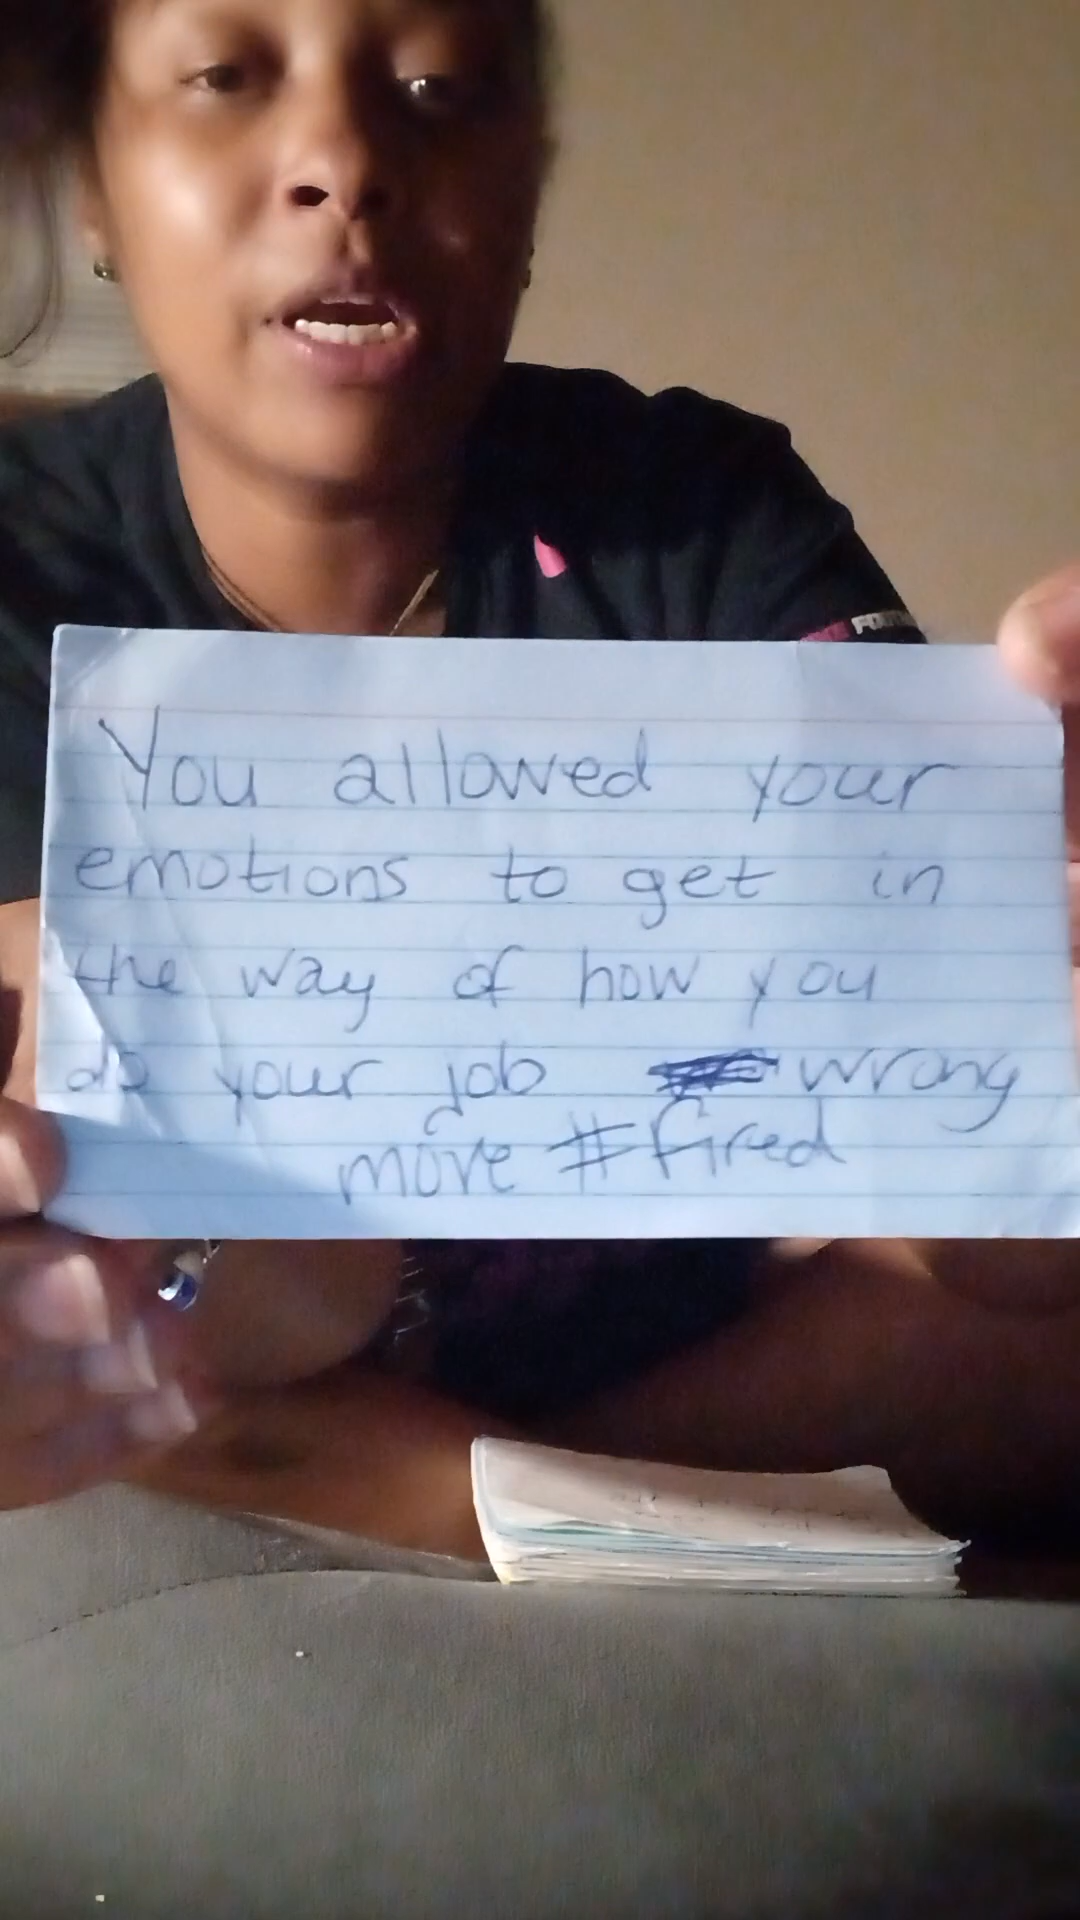 You allowed your
emotions to get in
the way of how you
do your job wrong
move #fired